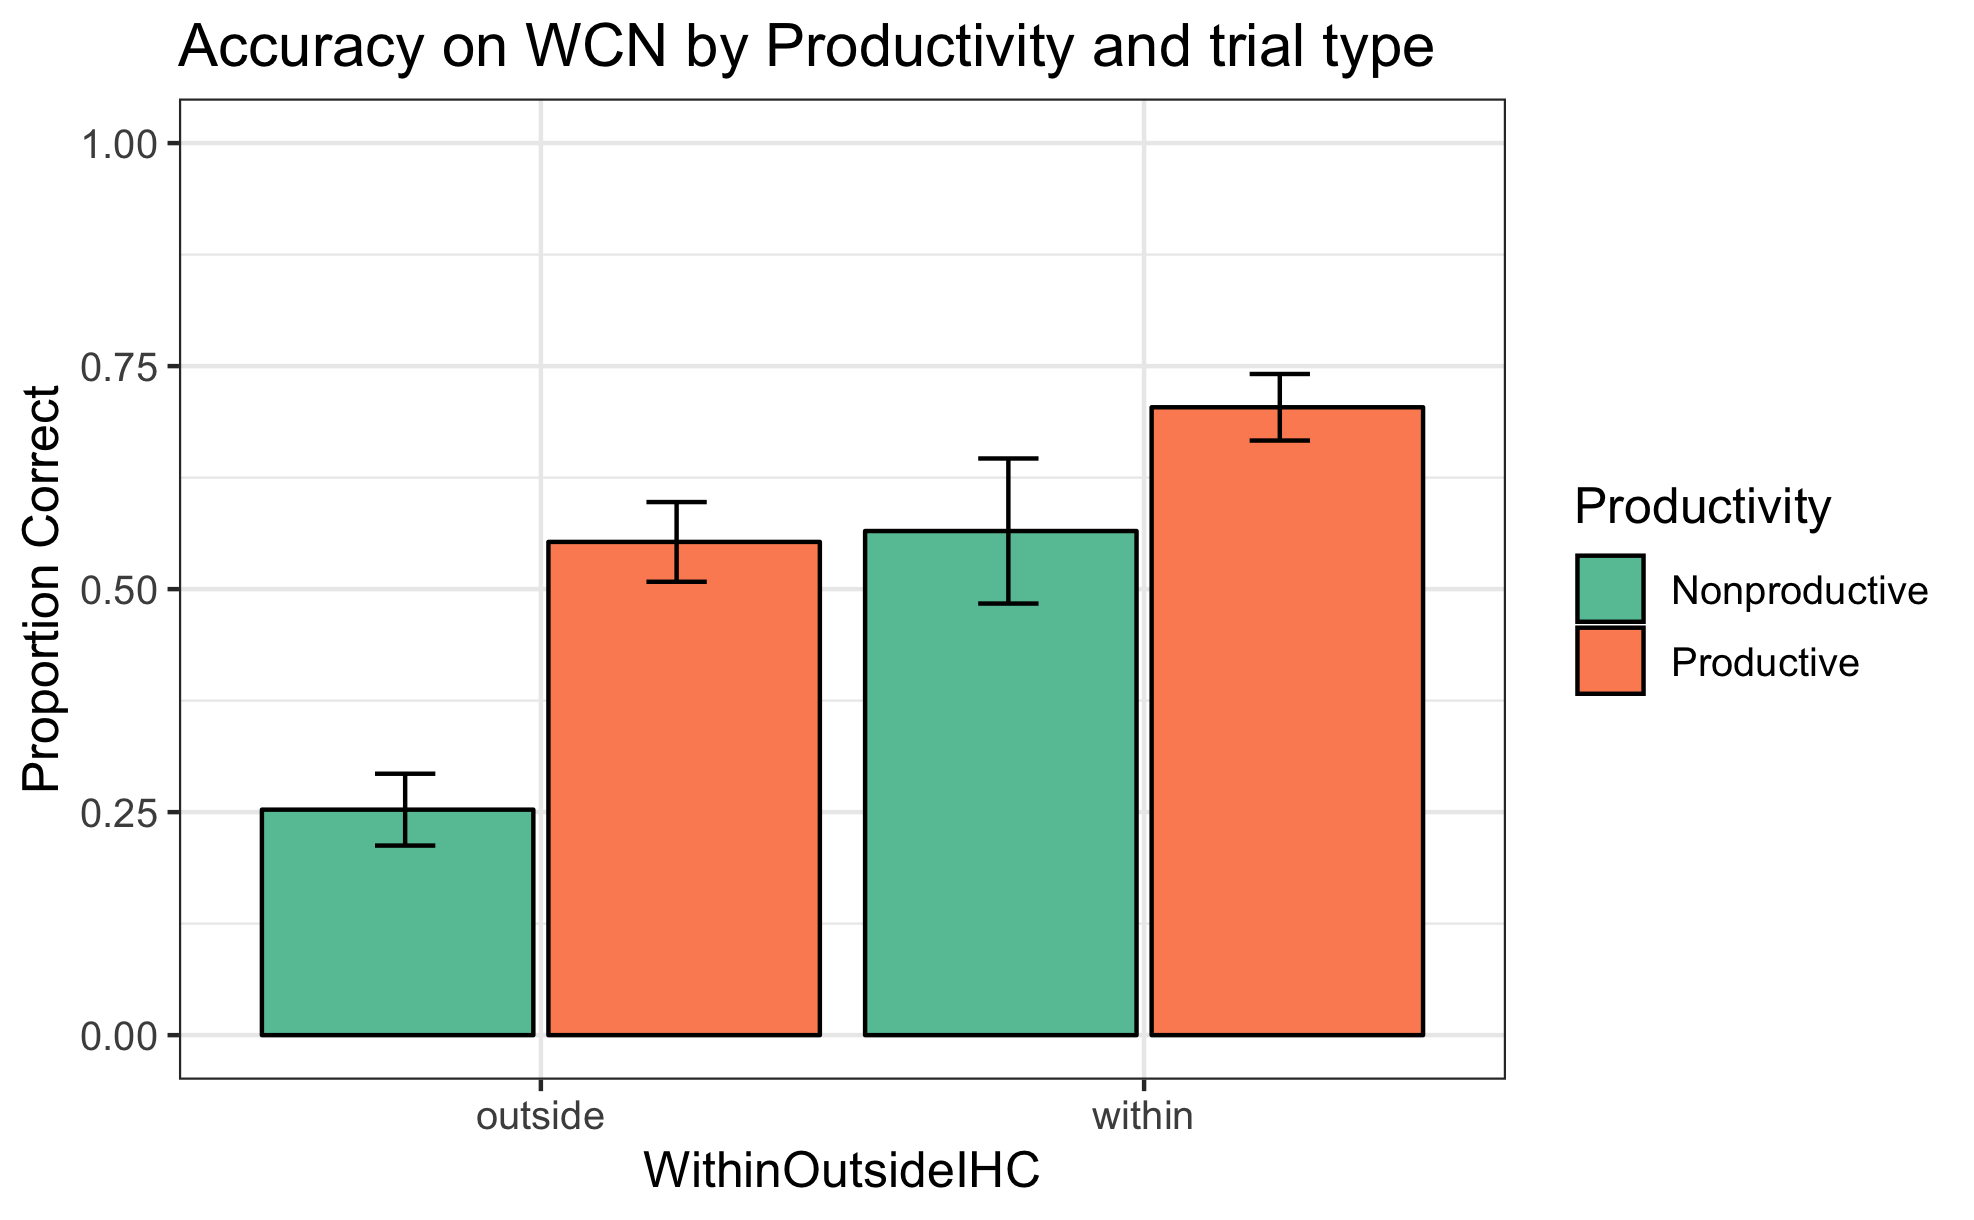 Accuracy on WCN by Productivity and trial type
Proportion Correct
1.00
0.75
0.50
0.25
0.00
outside
within
WithinOutsideIHC
Productivity
Nonproductive
Productive